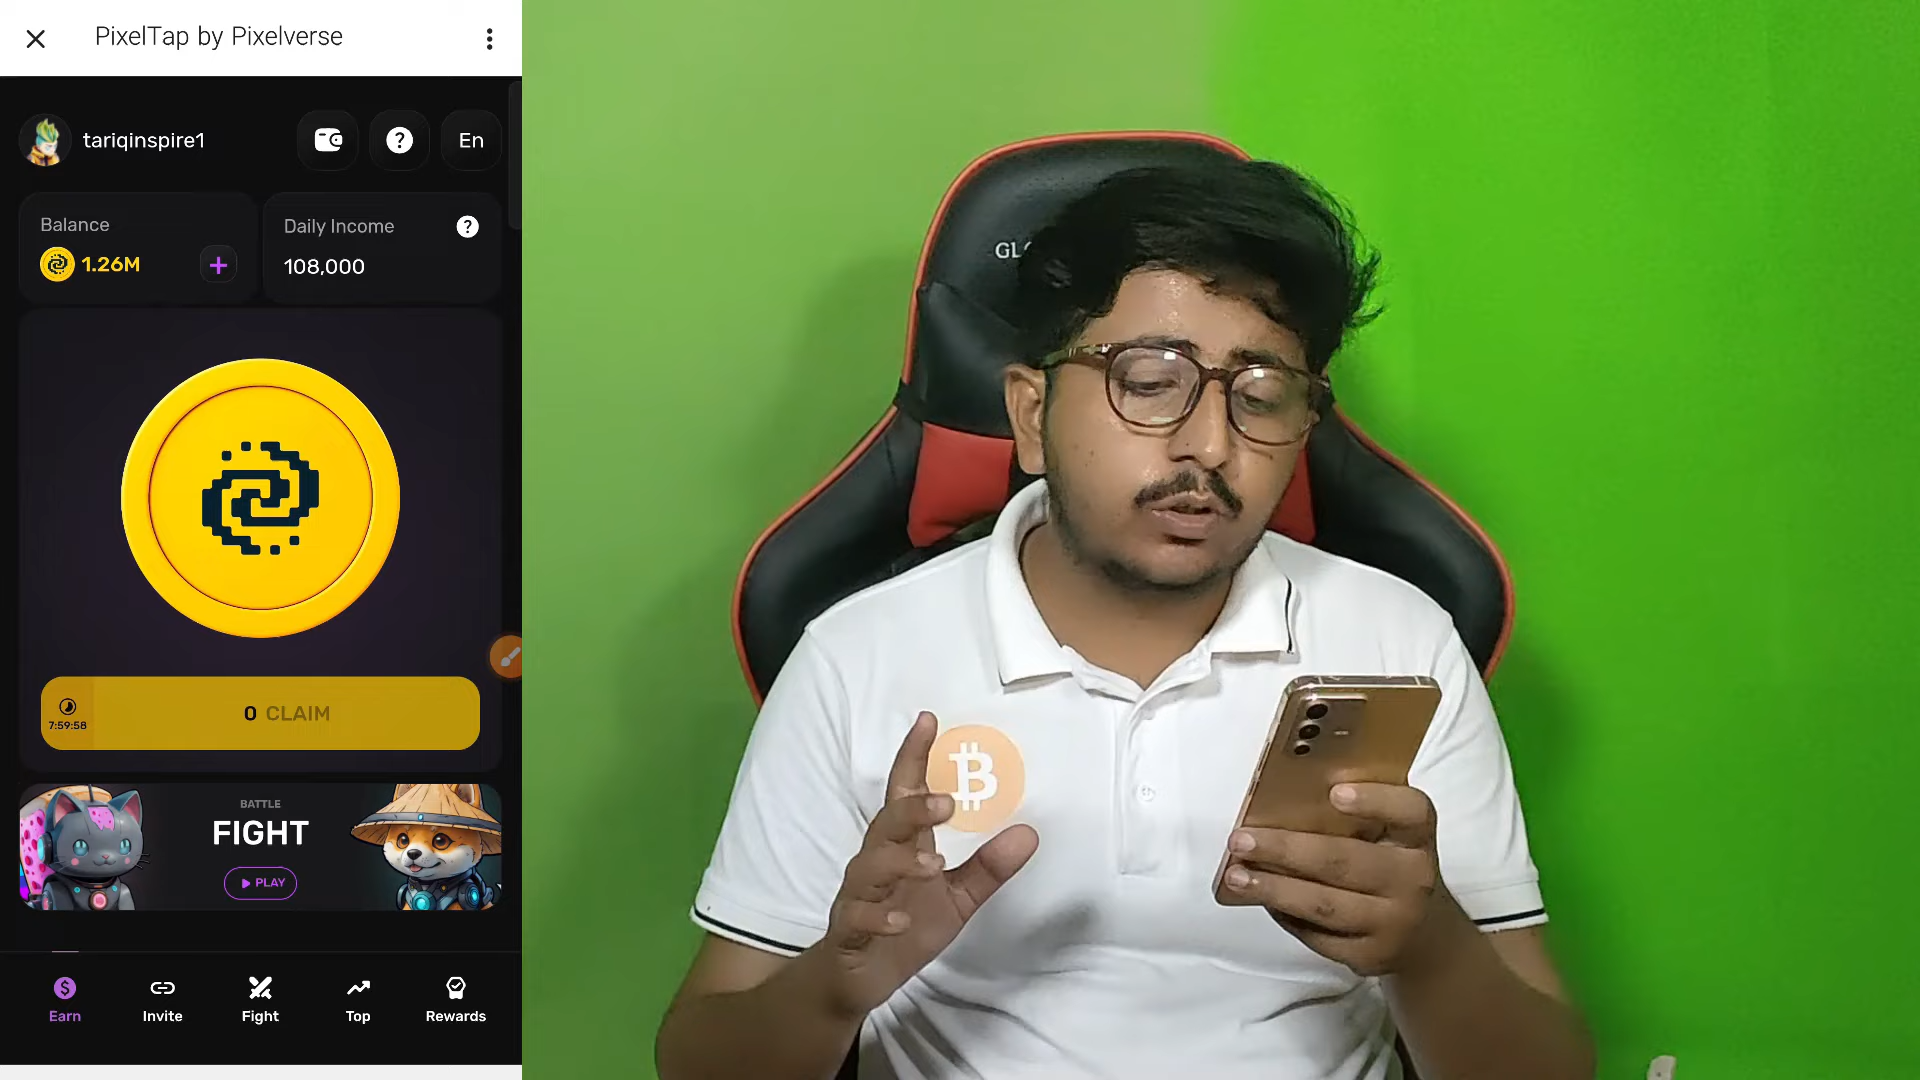 PixelTap by Pixelverse
tariqinspire1
En
Balance
1.26M
Daily Income
108,000
7:59:58
0 CLAIM
BATTLE
FIGHT
PLAY
Earn
Invite
Fight
Top
Rewards